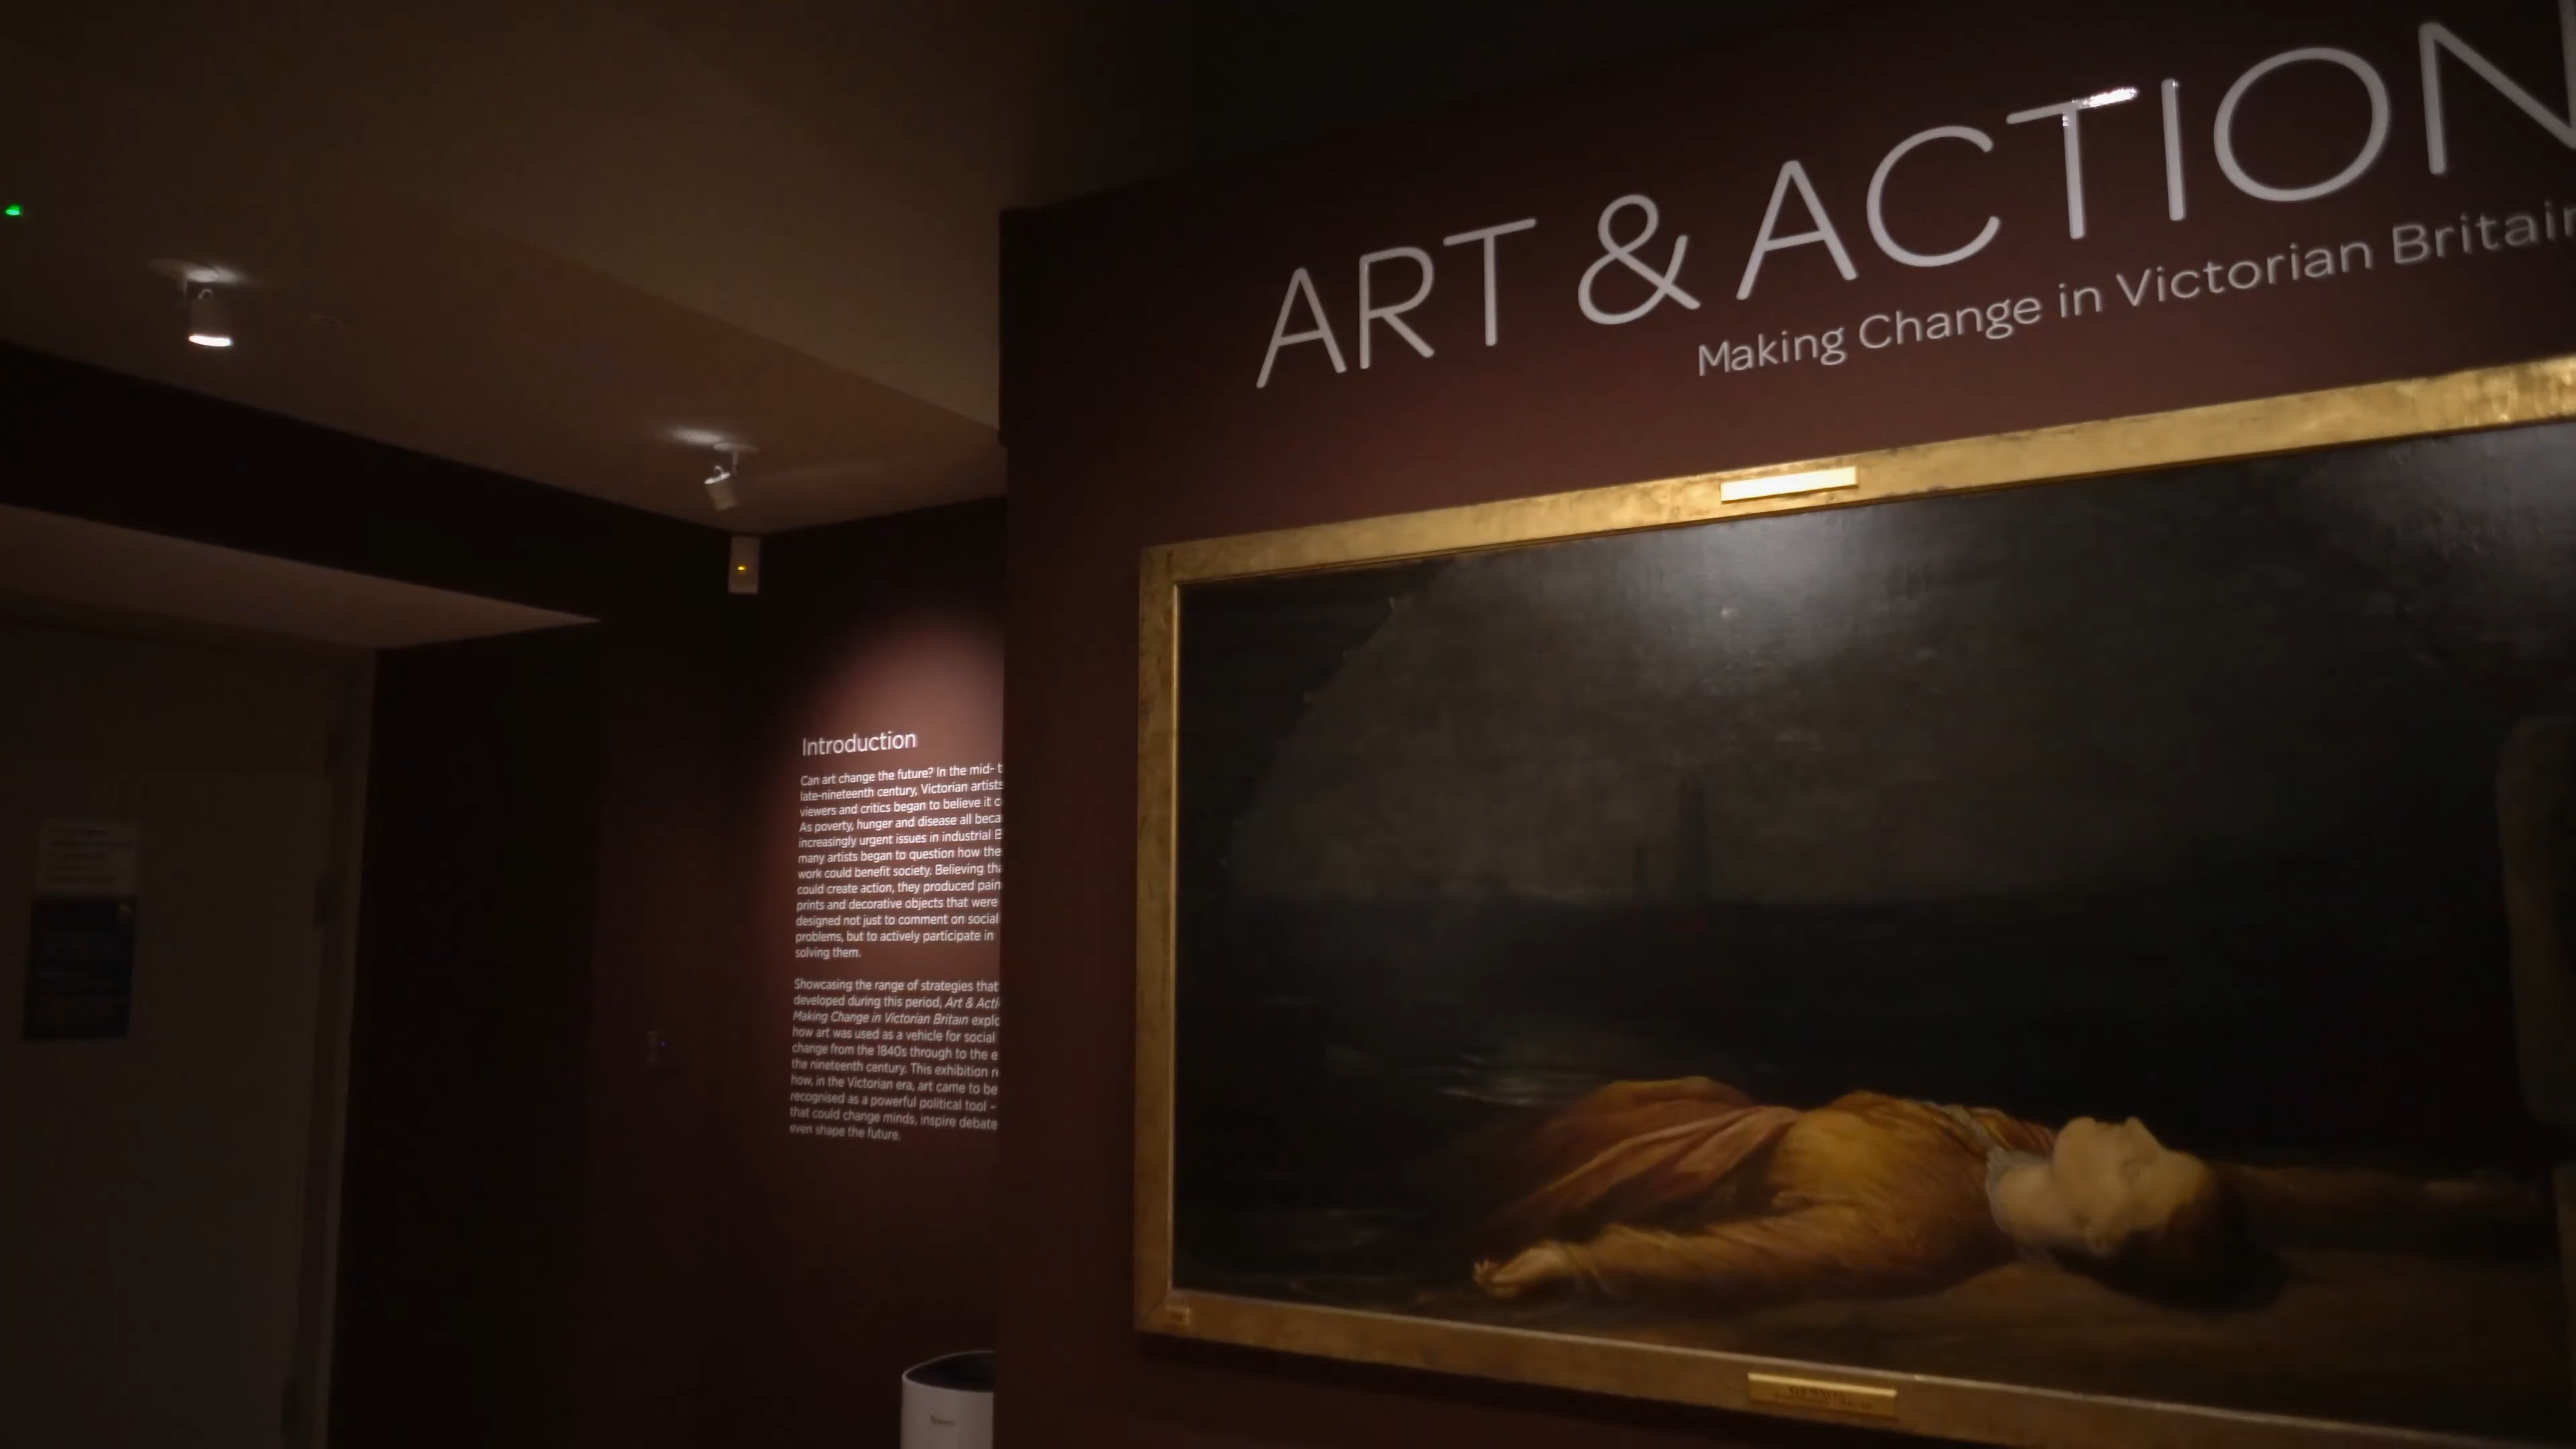 ART & ACTION
Making Change in Victorian Britain
Introduction
Can art change the future? In the mid- t
late-nineteenth century, Victorian artists
viewers and critics began to believe it c
As poverty, hunger and disease all beca
increasingly urgent issues in industrial B
many artists began to question how the
work could benefit society. Believing tha
could create action, they produced pain
prints and decorative objects that were
designed not just to comment on social
problems, but to actively participate in
solving them.
Showcasing the range of strategies that
developed during this period, Art & Acti
Making Change in Victorian Britain explo
how art was used as a vehicle for social
change from the 1840s through to the e
the nineteenth century. This exhibition r
how, in the Victorian era, art came to be
recognised as a powerful political tool –
that could change minds, inspire debate
even shape the future.